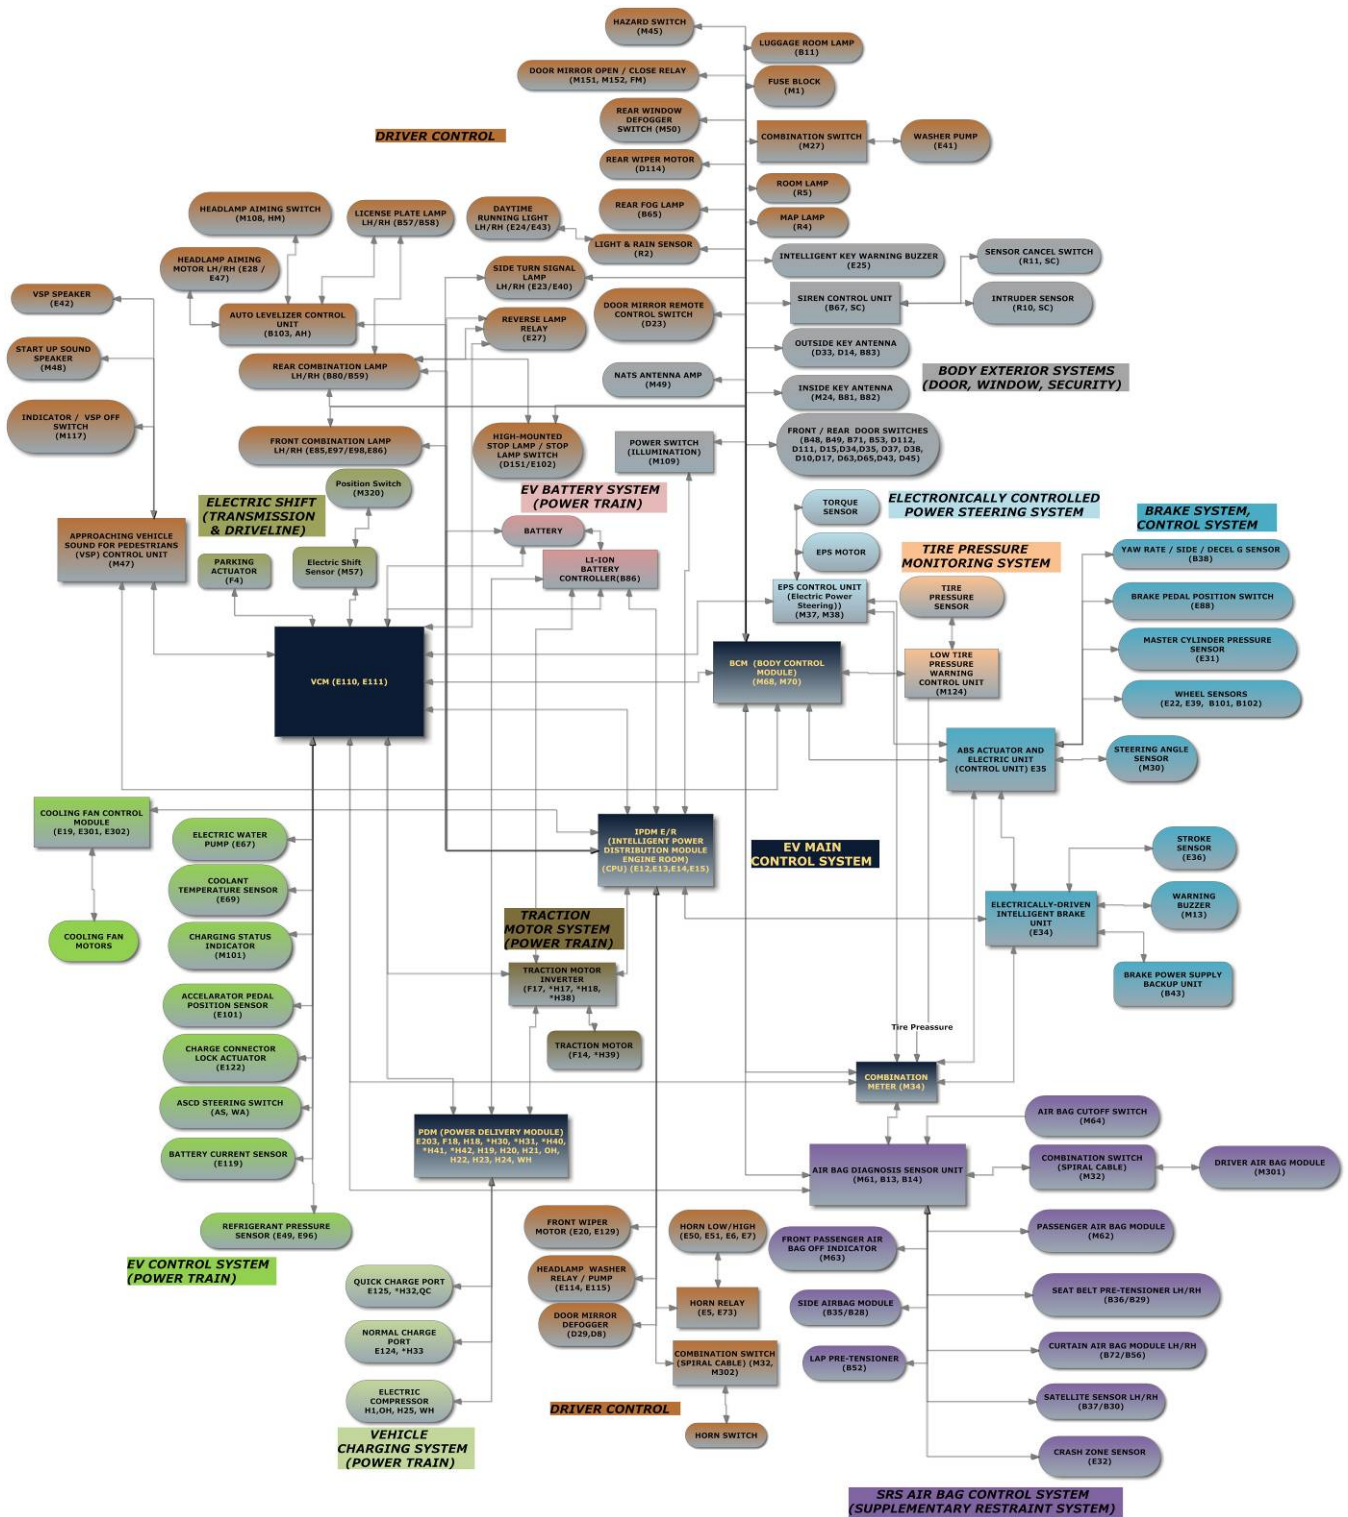 HAZARD SWITCH
(M45)
LUGGAGE ROOM LAMP
(B11)
DOOR MIRROR OPEN / CLOSE RELAY
(M151, M152, FM)
FUSE BLOCK
(M1)
REAR WINDOW
DEFOGGER
SWITCH (M50)
DRIVER CONTROL
COMBINATION SWITCH
(M27)
WASHER PUMP
(E41)
REAR WIPER MOTOR
(D114)
ROOM LAMP
(R5)
HEADLAMP AIMING SWITCH
(M108, HM)
LICENSE PLATE LAMP
LH/RH (B57/B58)
DAYTIME
RUNNING LIGHT
LH/RH (E24/E43)
REAR FOG LAMP
(B65)
MAP LAMP
(R4)
LIGHT & RAIN SENSOR
(R2)
HEADLAMP AIMING
MOTOR LH/RH (E28 /
E47)
SIDE TURN SIGNAL
LAMP
LH/RH (E23/E40)
INTELLIGENT KEY WARNING BUZZER
(E25)
SENSOR CANCEL SWITCH
(R11, SC)
VSP SPEAKER
(E42)
SIREN CONTROL UNIT
(B67, SC)
INTRUDER SENSOR
(R10, SC)
DOOR MIRROR REMOTE
CONTROL SWITCH
(D23)
AUTO LEVELIZER CONTROL
UNIT
(B103, AH)
REVERSE LAMP
RELAY
(E27)
START UP SOUND
SPEAKER
(M48)
OUTSIDE KEY ANTENNA
(D33, D14, B83)
REAR COMBINATION LAMP
LH/RH (B80/B59)
NATS ANTENNA AMP
(M49)
BODY EXTERIOR SYSTEMS
(DOOR, WINDOW, SECURITY)
INSIDE KEY ANTENNA
(M24, B81, B82)
INDICATOR / VSP OFF
SWITCH
(M117)
FRONT COMBINATION LAMP
LH/RH (E85,E97/E98,E86)
HIGH-MOUNTED
STOP LAMP / STOP
LAMP SWITCH
(D151/E102)
POWER SWITCH
(ILLUMINATION)
(M109)
FRONT / REAR DOOR SWITCHES
(B48, B49, B71, B53, D112,
D111, D15,D34,D35, D37, D38,
D10,D17, D63,D65,D43, D45)
Position Switch
(M320)
EV BATTERY SYSTEM
(POWER TRAIN)
ELECTRIC SHIFT
(TRANSMISSION
& DRIVELINE)
TORQUE
SENSOR
ELECTRONICALLY CONTROLLED
POWER STEERING SYSTEM
BRAKE SYSTEM,
CONTROL SYSTEM
APPROACHING VEHICLE
SOUND FOR PEDESTRIANS
(VSP) CONTROL UNIT
(M47)
BATTERY
EPS MOTOR
TIRE PRESSURE
MONITORING SYSTEM
YAW RATE / SIDE / DECEL G SENSOR
(B38)
PARKING
ACTUATOR
(F4)
Electric Shift
Sensor (M57)
LI-ION
BATTERY
CONTROLLER(B86)
EPS CONTROL UNIT
(Electric Power
Steering))
(M37, M38)
TIRE
PRESSURE
SENSOR
BRAKE PEDAL POSITION SWITCH
(E88)
MASTER CYLINDER PRESSURE
SENSOR
(E31)
VCM (E110, E111)
BCM (BODY CONTROL
MODULE)
(M68, M70)
LOW TIRE
PRESSURE
WARNING
CONTROL UNIT
(M124)
WHEEL SENSORS
(E22, E39, B101, B102)
ABS ACTUATOR AND
ELECTRIC UNIT
(CONTROL UNIT) E35
STEERING ANGLE
SENSOR
(M30)
COOLING FAN CONTROL
MODULE
(E19, E301, E302)
ELECTRIC WATER
PUMP (E67)
IPDM E/R
(INTELLIGENT POWER
DISTRIBUTION MODULE
ENGINE ROOM)
(CPU) (E12,E13,E14,E15)
EV MAIN
CONTROL SYSTEM
STROKE
SENSOR
(E36)
COOLANT
TEMPERATURE SENSOR
(E69)
ELECTRICALLY-DRIVEN
INTELLIGENT BRAKE
UNIT
(E34)
WARNING
BUZZER
(M13)
COOLING FAN
MOTORS
CHARGING STATUS
INDICATOR
(M101)
TRACTION
MOTOR SYSTEM
(POWER TRAIN)
BRAKE POWER SUPPLY
BACKUP UNIT
(B43)
TRACTION MOTOR
INVERTER
(F17, *H17, *H18,
*H38)
ACCELARATOR PEDAL
POSITION SENSOR
(E101)
Tire Preassure
TRACTION MOTOR
(F14, *H39)
CHARGE CONNECTOR
LOCK ACTUATOR
(E122)
COMBINATION
METER (M34)
ASCD STEERING SWITCH
(AS, WA)
AIR BAG CUTOFF SWITCH
(M64)
PDM (POWER DELIVERY MODULE)
E203, F18, H18, *H30, *H31, *H40,
*H41, *H42, H19, H20, H21, OH,
H22, H23, H24, WH
BATTERY CURRENT SENSOR
(E119)
AIR BAG DIAGNOSIS SENSOR UNIT
(M61, B13, B14)
COMBINATION SWITCH
(SPIRAL CABLE)
(M32)
DRIVER AIR BAG MODULE
(M301)
REFRIGERANT PRESSURE
SENSOR (E49, E96)
FRONT WIPER
MOTOR (E20, E129)
HORN LOW/HIGH
(E50, E51, E6, E7)
PASSENGER AIR BAG MODULE
(M62)
FRONT PASSENGER AIR
BAG OFF INDICATOR
(M63)
EV CONTROL SYSTEM
(POWER TRAIN)
QUICK CHARGE PORT
E125, *H32,QC
HEADLAMP WASHER
RELAY / PUMP
(E114, E115)
HORN RELAY
(E5, E73)
SIDE AIRBAG MODULE
(B35/B28)
SEAT BELT PRE-TENSIONER LH/RH
(B36/B29)
NORMAL CHARGE
PORT
E124, *H33
DOOR MIRROR
DEFOGGER
(D29,D8)
COMBINATION SWITCH
(SPIRAL CABLE) (M32,
M302)
LAP PRE-TENSIONER
(B52)
CURTAIN AIR BAG MODULE LH/RH
(B72/B56)
ELECTRIC
COMPRESSOR
H1,OH, H25, WH
DRIVER CONTROL
SATELLITE SENSOR LH/RH
(B37/B30)
VEHICLE
CHARGING SYSTEM
(POWER TRAIN)
HORN SWITCH
CRASH ZONE SENSOR
(E32)
SRS AIR BAG CONTROL SYSTEM
(SUPPLEMENTARY RESTRAINT SYSTEM)